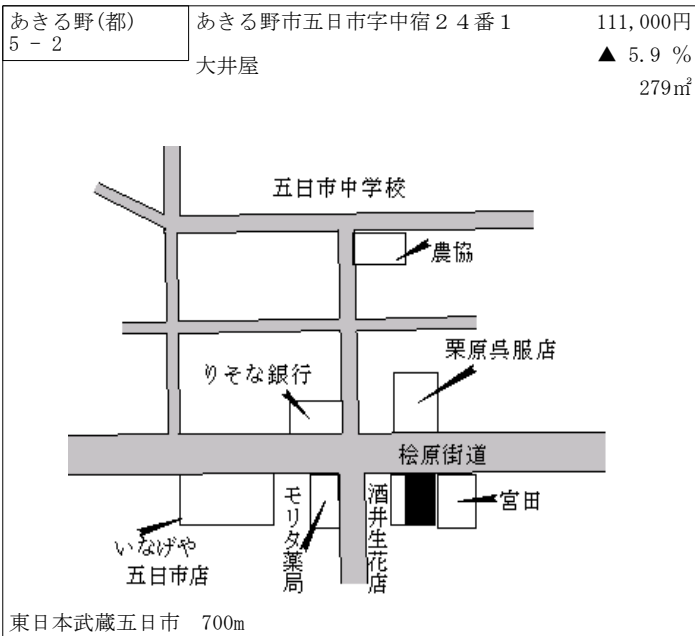 あきる野(都)
5 - 2
あきる野市五日市字中宿２４番１
大井屋
111,000円
▲ 5.9 %
279㎡
五日市中学校
農協
栗原呉服店
りそな銀行
桧原街道
モリタ薬局
酒井生花店
宮田
いなげや
五日市店
東日本武蔵五日市 700m